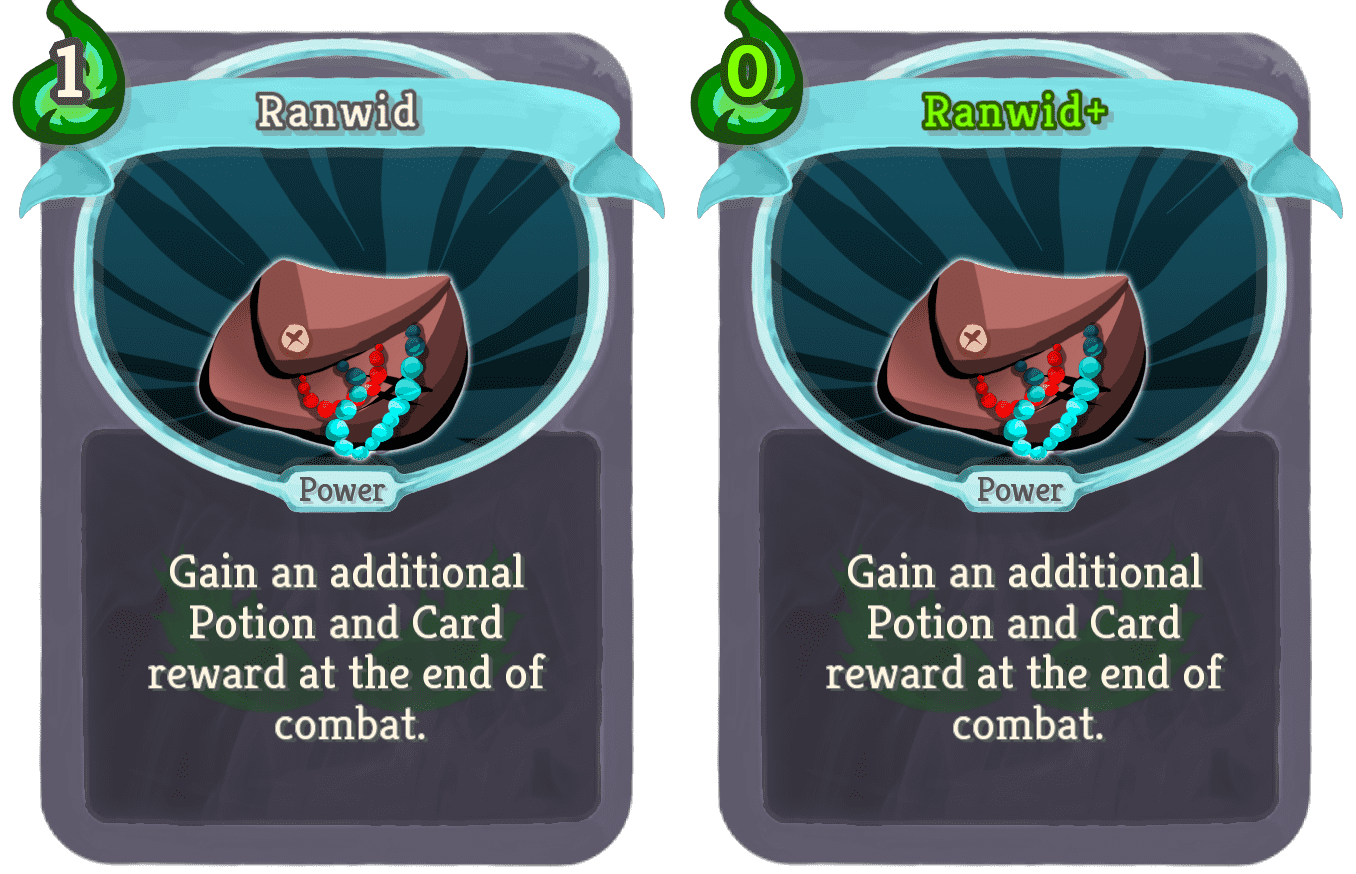 1
Ranwid
Power
Gain an additional
Potion and Card
reward at the end of
combat.
0
Ranwid+
Power
Gain an additional
Potion and Card
reward at the end of
combat.